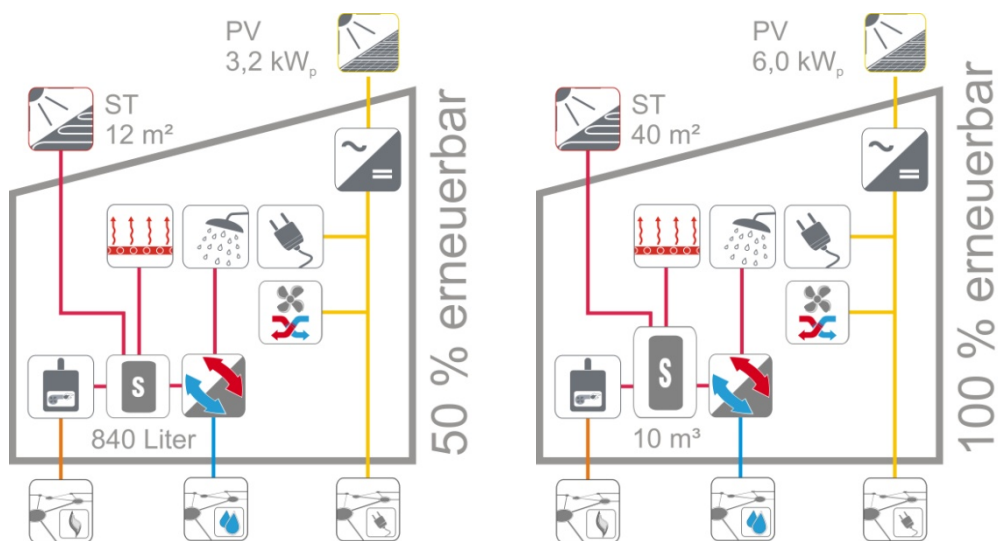 PV
3,2 kWp
ST
12 m²
S
840 Liter
50 % erneuerbar
PV
6,0 kWp
ST
40 m²
S
10 m³
100 % erneuerbar